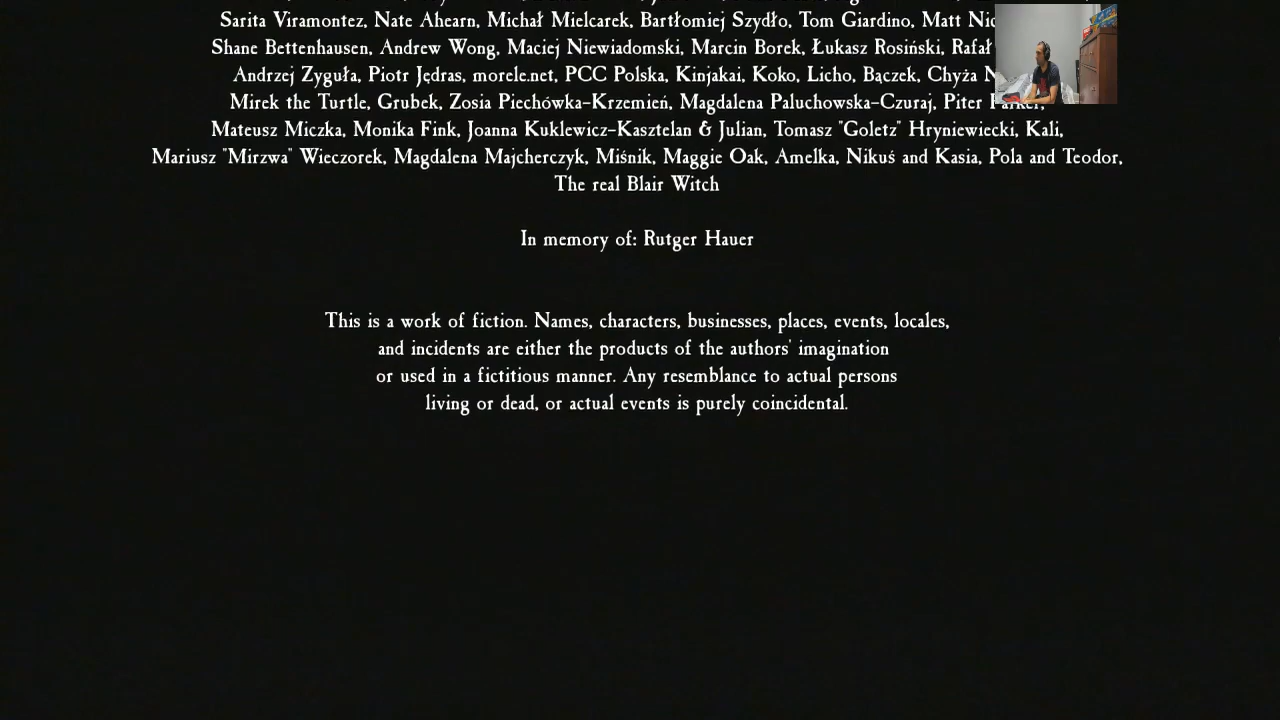 Sarita Viramontez, Nate Ahearn, Michał Mielcarek, Bartłomiej Szydło, Tom Giardino, Matt
Shane Bettenhausen, Andrew Wong, Maciej Niewiadomski, Marcin Borek, Łukasz Rosiński, Rafał
Andrzej Zyguła, Piotr Jędras, morele.net, PCC Polska, Kinjakai, Koko, Licho, Bączek, Chyża
Mirek the Turtle, Grubek, Zosia Piechówka-Krzemień, Magdalena Paluchowska-Czuraj, Piter Parker,
Mateusz Miczka, Monika Fink, Joanna Kuklewicz-Kasztelan & Julian, Tomasz "Goletz" Hryniewiecki, Kali,
Mariusz "Mirzwa" Wieczorek, Magdalena Majcherczyk, Miśnik, Maggie Oak, Amelka, Nikuś and Kasia, Pola and Teodor,
The real Blair Witch
In memory of: Rutger Hauer
This is a work of fiction. Names, characters, businesses, places, events, locales,
and incidents are either the products of the authors' imagination
or used in a fictitious manner. Any resemblance to actual persons
living or dead, or actual events is purely coincidental.